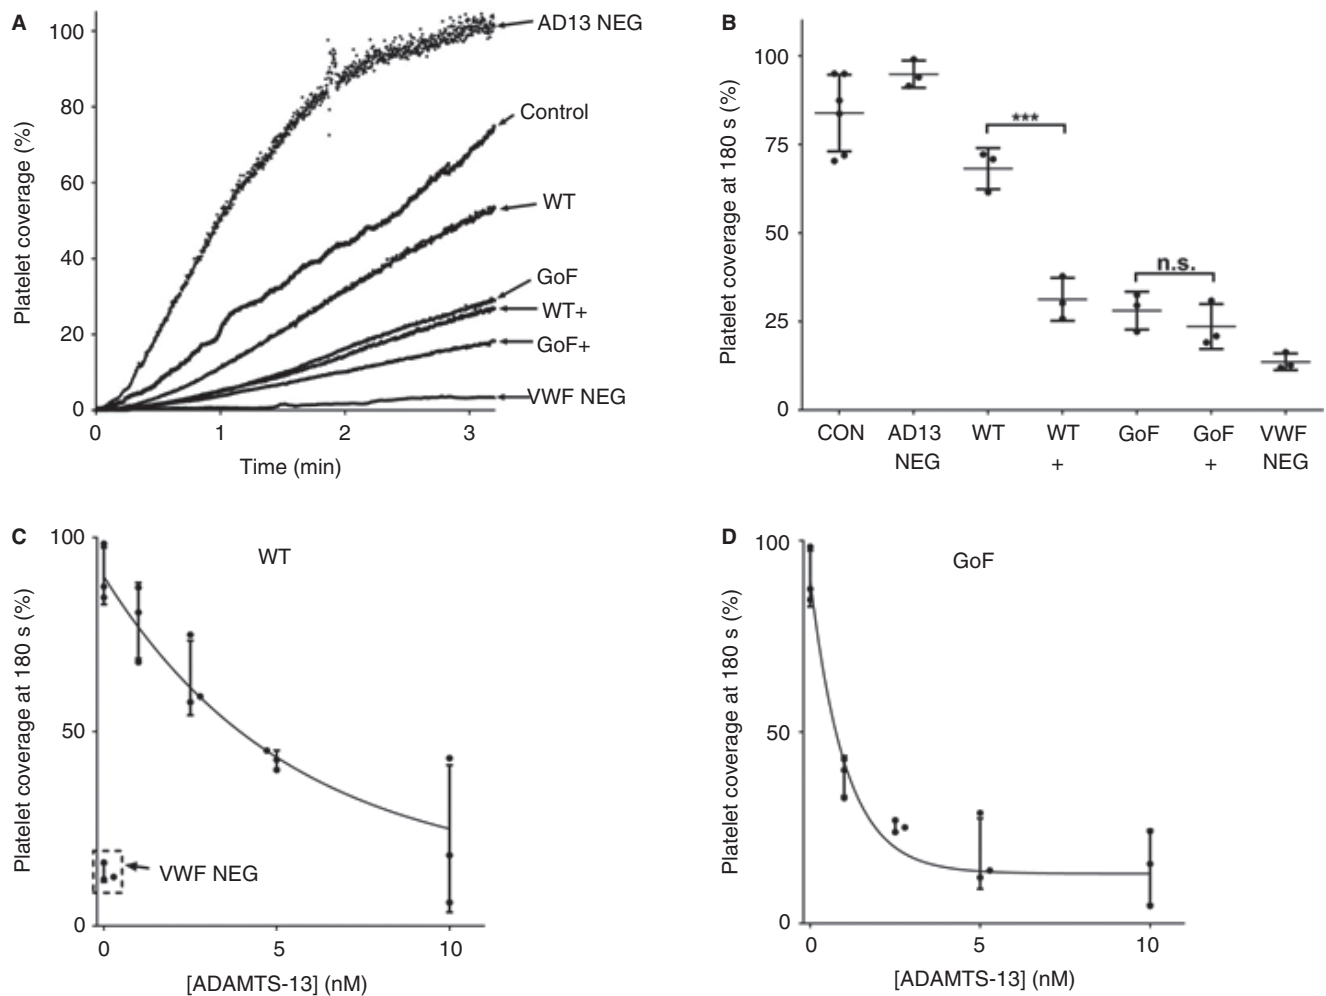 A
Platelet coverage (%)
100
80
60
40
20
0
0 1 2 3
Time (min)
AD13 NEG
Control
WT
GoF
WT+
GoF+
VWF NEG
B
Platelet coverage at 180 s (%)
100
75
50
25
0
***
n.s.
CON AD13 WT WT GoF GoF VWF
NEG + + NEG
C
WT
Platelet coverage at 180 s (%)
100
50
0
VWF NEG
0 5 10
[ADAMTS-13] (nM)
D
GoF
Platelet coverage at 180 s (%)
100
50
0
0 5 10
[ADAMTS-13] (nM)